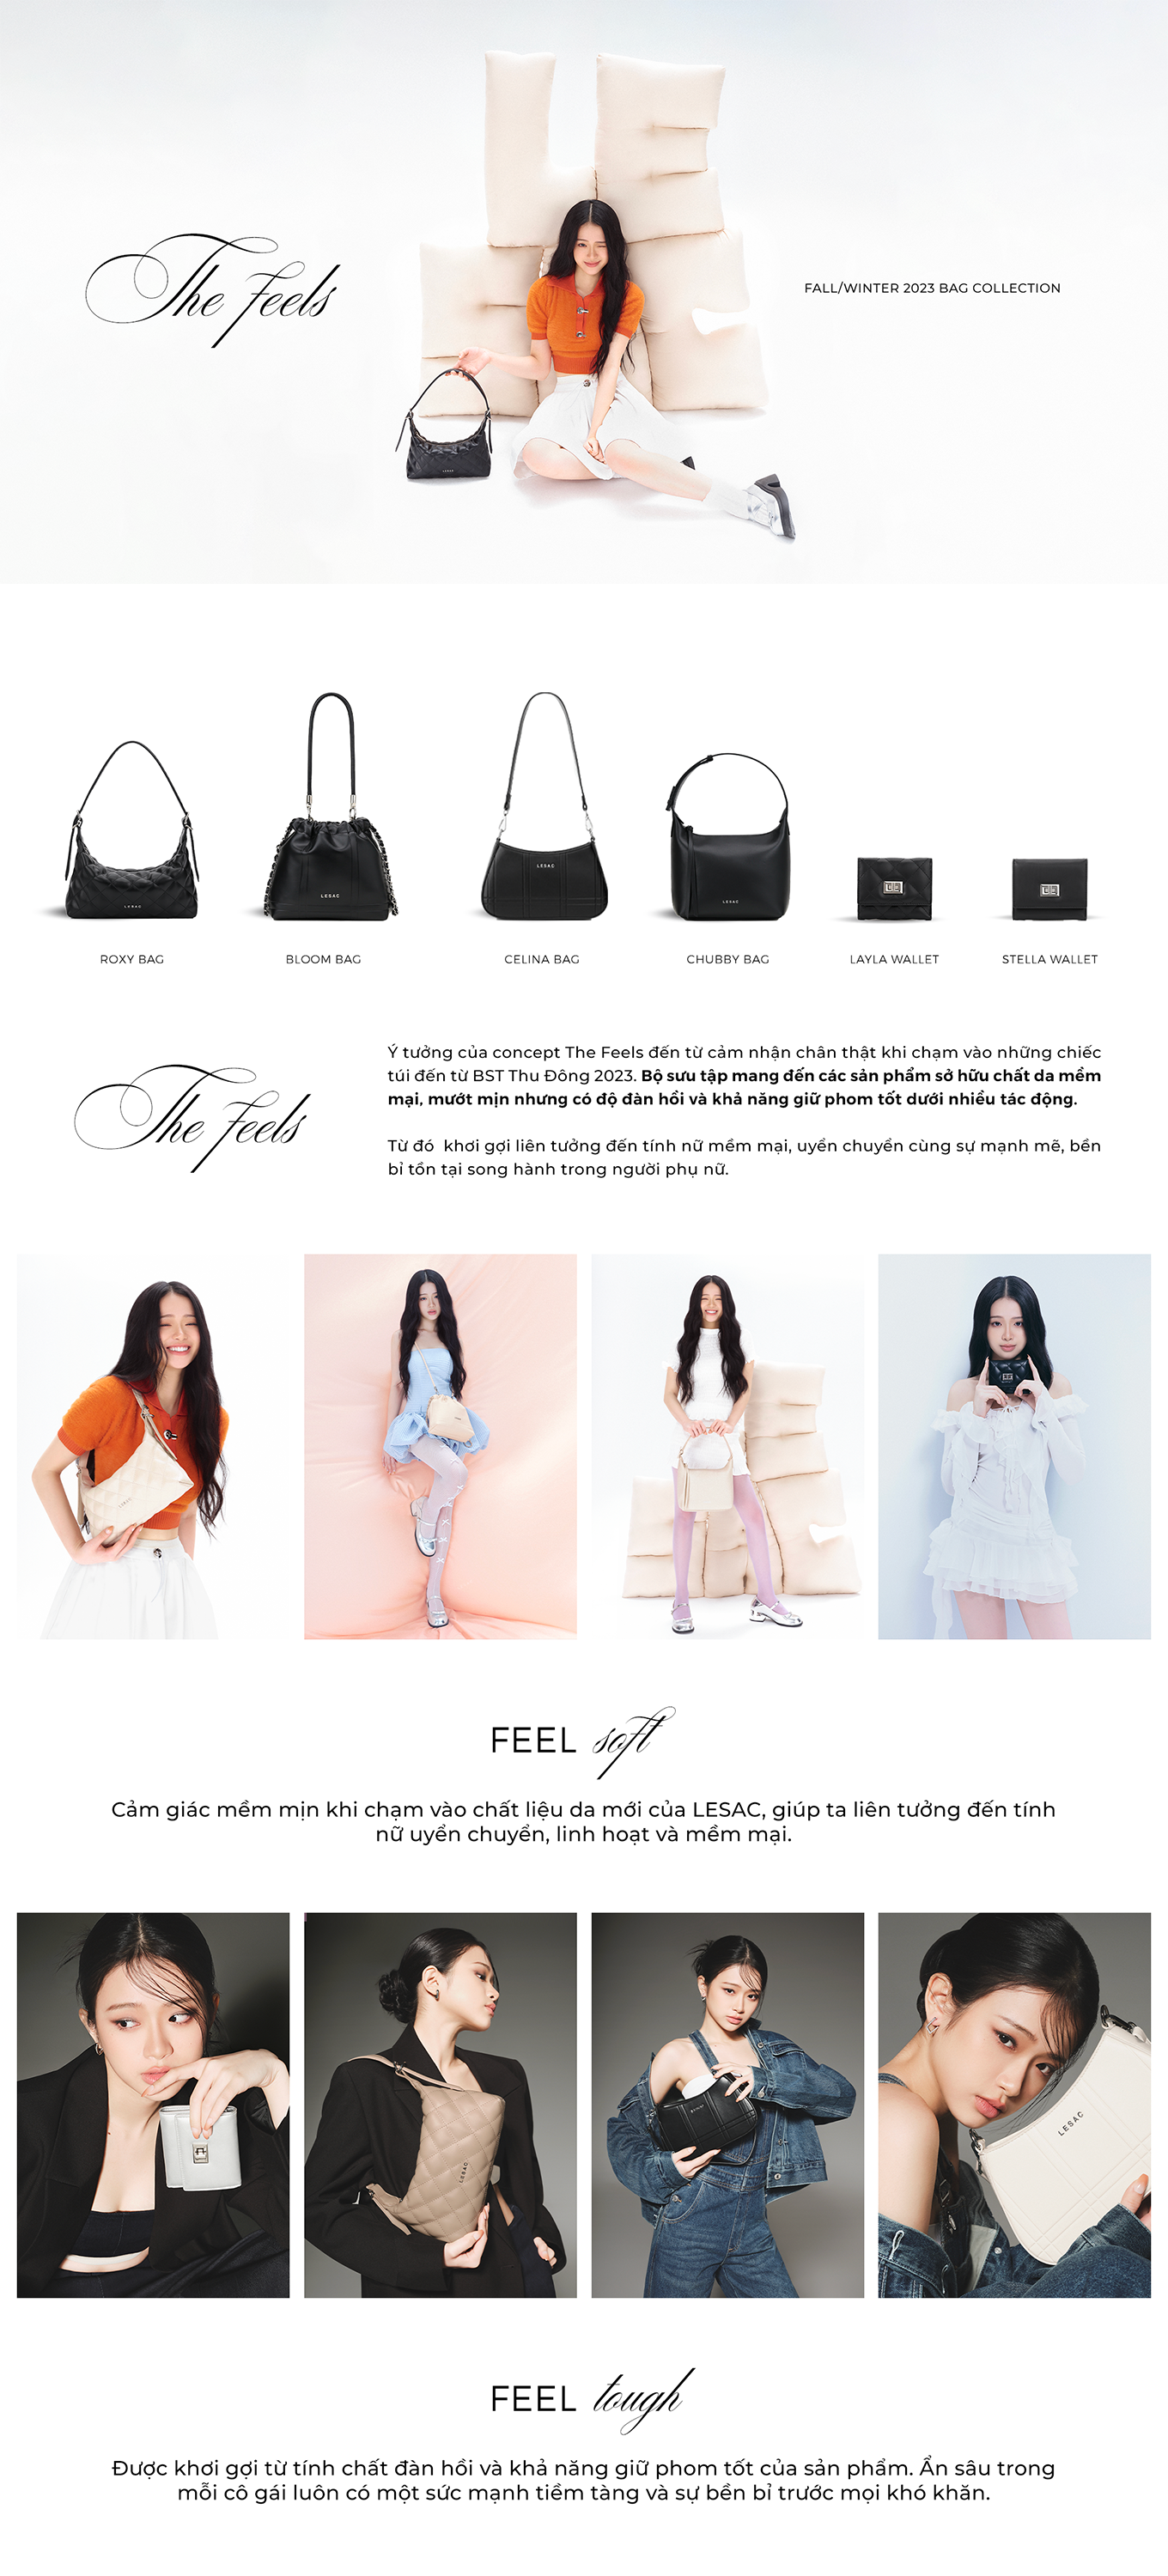 The Feels
FALL/WINTER 2023 BAG COLLECTION
LESAC
LESAC
LESAC
LESAC
LESAC
ROXY BAG
BLOOM BAG
CELINA BAG
CHUBBY BAG
LAYLA WALLET
STELLA WALLET
The Feels
Ý tưởng của concept The Feels đến từ cảm nhận chân thật khi chạm vào những chiếc
túi đến từ BST Thu Đông 2023. Bộ sưu tập mang đến các sản phẩm sở hữu chất da mềm
mại, mướt mịn nhưng có độ đàn hồi và khả năng giữ phom tốt dưới nhiều tác động.
Từ đó khơi gợi liên tưởng đến tính nữ mềm mại, uyển chuyển cùng sự mạnh mẽ, bền
bỉ tồn tại song hành trong người phụ nữ.
LESAC
FEEL soft
Cảm giác mềm mịn khi chạm vào chất liệu da mới của LESAC, giúp ta liên tưởng đến tính
nữ uyển chuyển, linh hoạt và mềm mại.
LESAC
LESAC
FEEL tough
Được khơi gợi từ tính chất đàn hồi và khả năng giữ phom tốt của sản phẩm. Ẩn sâu trong
mỗi cô gái luôn có một sức mạnh tiềm tàng và sự bền bỉ trước mọi khó khăn.